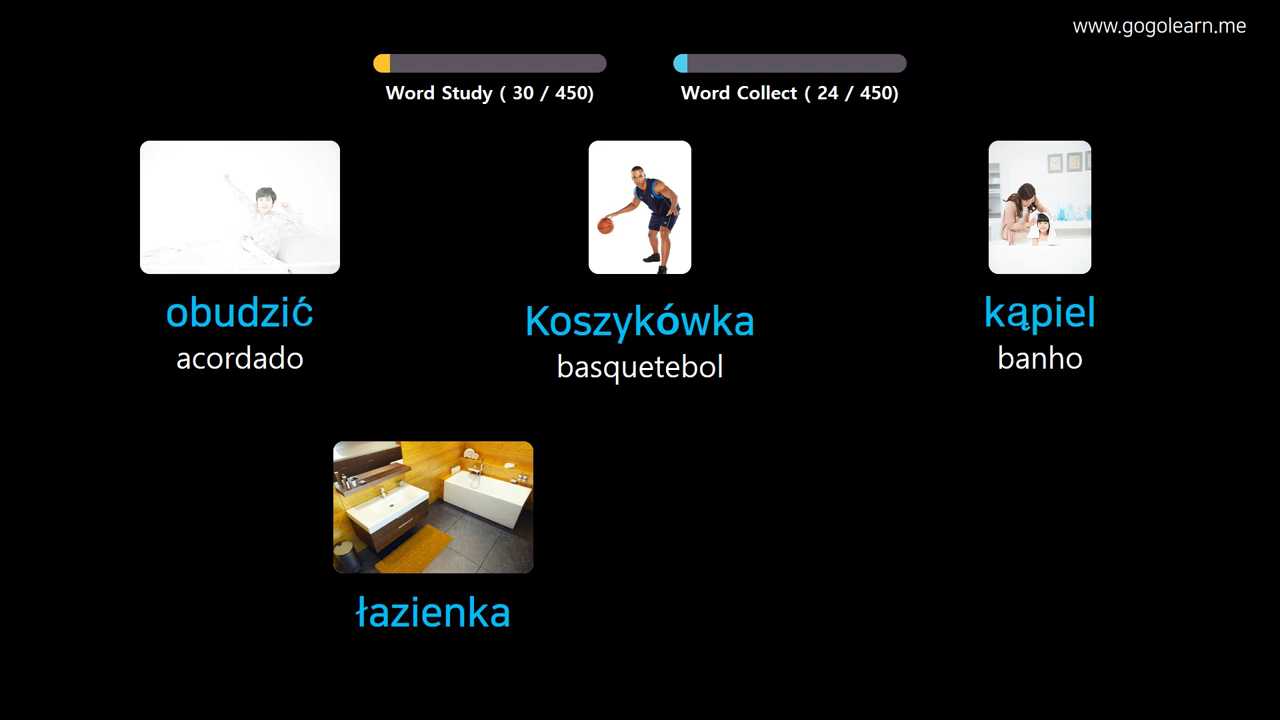 www.gogolearn.me
Word Study ( 30 / 450)
Word Collect ( 24 / 450)
obudzić
acordado
Koszykówka
basquetebol
kąpiel
banho
łazienka